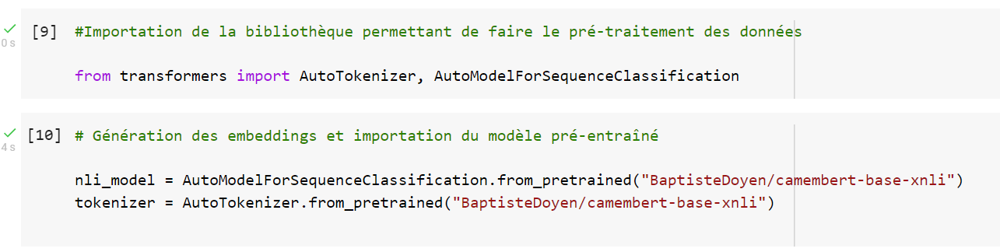 [9] #Importation de la bibliothèque permettant de faire le pré-traitement des données
0 s
from transformers import AutoTokenizer, AutoModelForSequenceClassification
[10] # Génération des embeddings et importation du modèle pré-entraîné
4 s
nli_model = AutoModelForSequenceClassification.from_pretrained("BaptisteDoyen/camembert-base-xnli")
tokenizer = AutoTokenizer.from_pretrained("BaptisteDoyen/camembert-base-xnli")